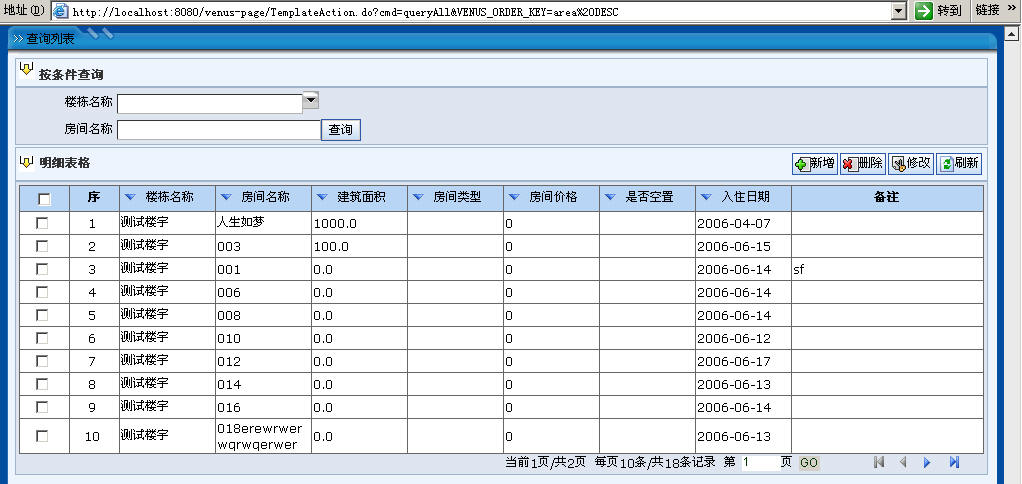 地址(D) http://localhost:8080/venus-page/TemplateAction.do?cmd=queryAll&VENUS_ORDER_KEY=area%20DESC 转到 链接 »
查询列表
按条件查询
楼栋名称
房间名称 查询
明细表格 新增 删除 修改 刷新
序 楼栋名称 房间名称 建筑面积 房间类型 房间价格 是否空置 入住日期 备注
1 测试楼宇 人生如梦 1000.0 0 2006-04-07
2 测试楼宇 003 100.0 0 2006-06-15
3 测试楼宇 001 0.0 0 2006-06-14 sf
4 测试楼宇 006 0.0 0 2006-06-14
5 测试楼宇 008 0.0 0 2006-06-14
6 测试楼宇 010 0.0 0 2006-06-12
7 测试楼宇 012 0.0 0 2006-06-17
8 测试楼宇 014 0.0 0 2006-06-13
9 测试楼宇 016 0.0 0 2006-06-14
10 测试楼宇 018erewrwer 0.0 0 2006-06-13
wqrwqerwer
当前1页/共2页 每页10条/共18条记录 第 1 页 GO